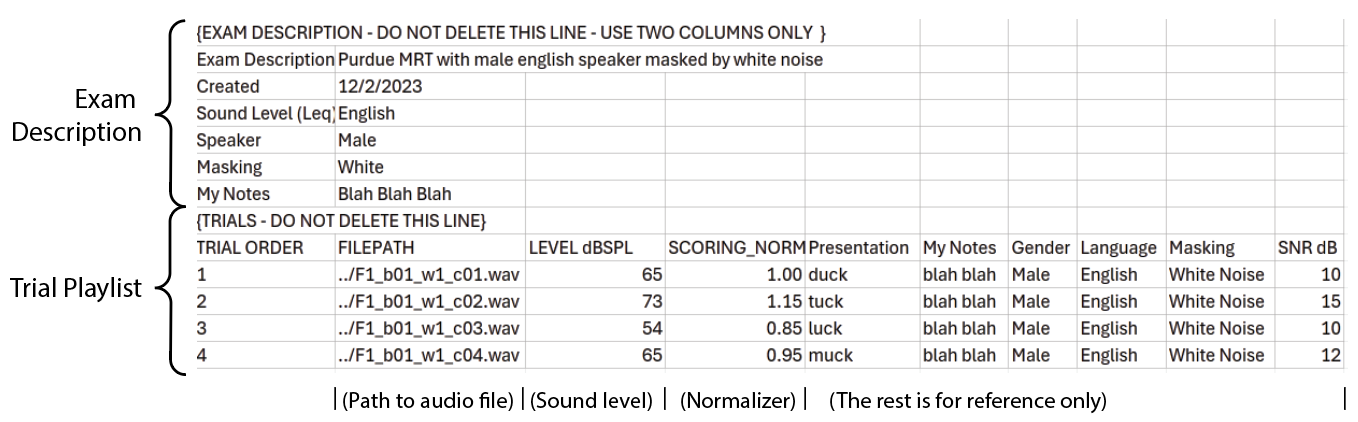 {EXAM DESCRIPTION - DO NOT DELETE THIS LINE - USE TWO COLUMNS ONLY }
Exam Description Purdue MRT with male english speaker masked by white noise
Created 12/2/2023
Sound Level (Leq) English
Speaker Male
Masking White
My Notes Blah Blah Blah
Exam
Description
{TRIALS - DO NOT DELETE THIS LINE}
TRIAL ORDER FILEPATH LEVEL dBSPL SCORING_NORM Presentation My Notes Gender Language Masking SNR dB
1 ../F1_b01_w1_c01.wav 65 1.00 duck blah blah Male English White Noise 10
2 ../F1_b01_w1_c02.wav 73 1.15 tuck blah blah Male English White Noise 15
3 ../F1_b01_w1_c03.wav 54 0.85 luck blah blah Male English White Noise 10
4 ../F1_b01_w1_c04.wav 65 0.95 muck blah blah Male English White Noise 12
Trial Playlist
(Path to audio file) (Sound level) (Normalizer) (The rest is for reference only)